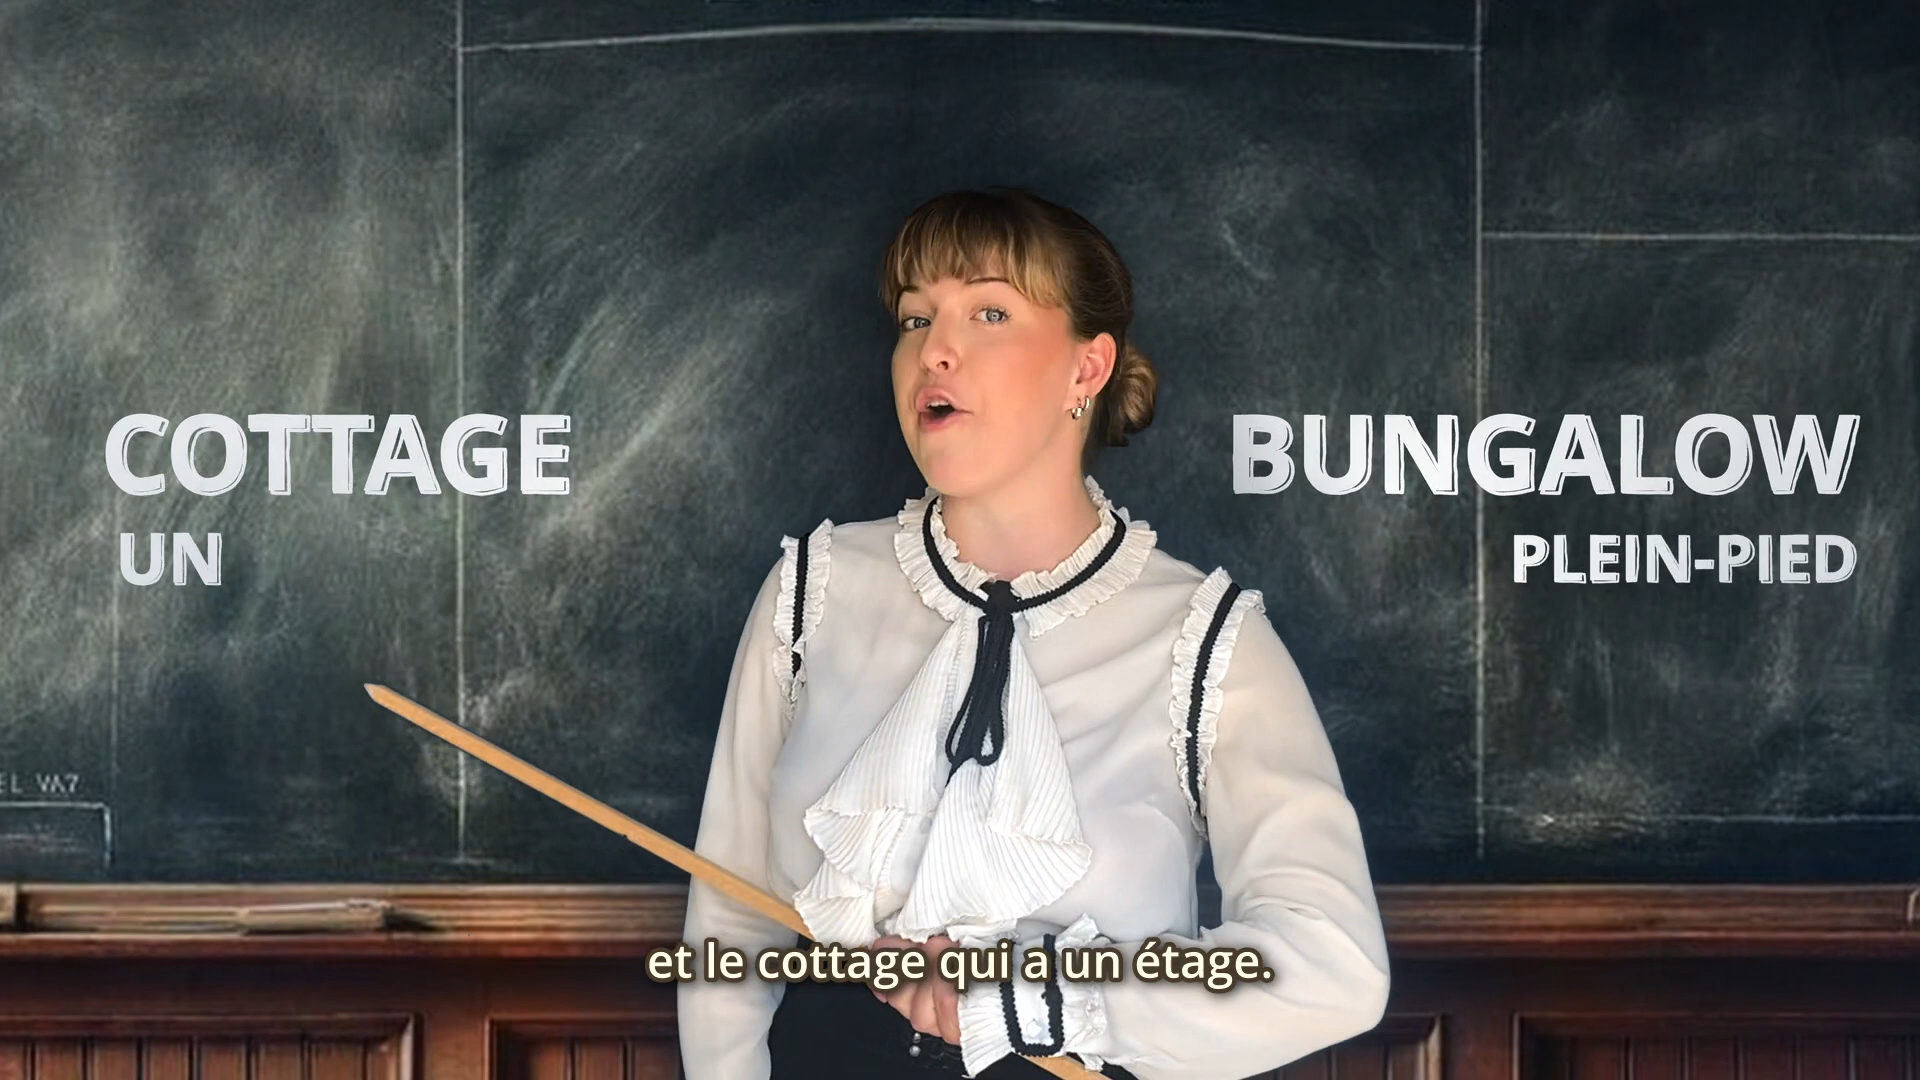 COTTAGE
UN
BUNGALOW
PLEIN-PIED
et le cottage qui a un étage.